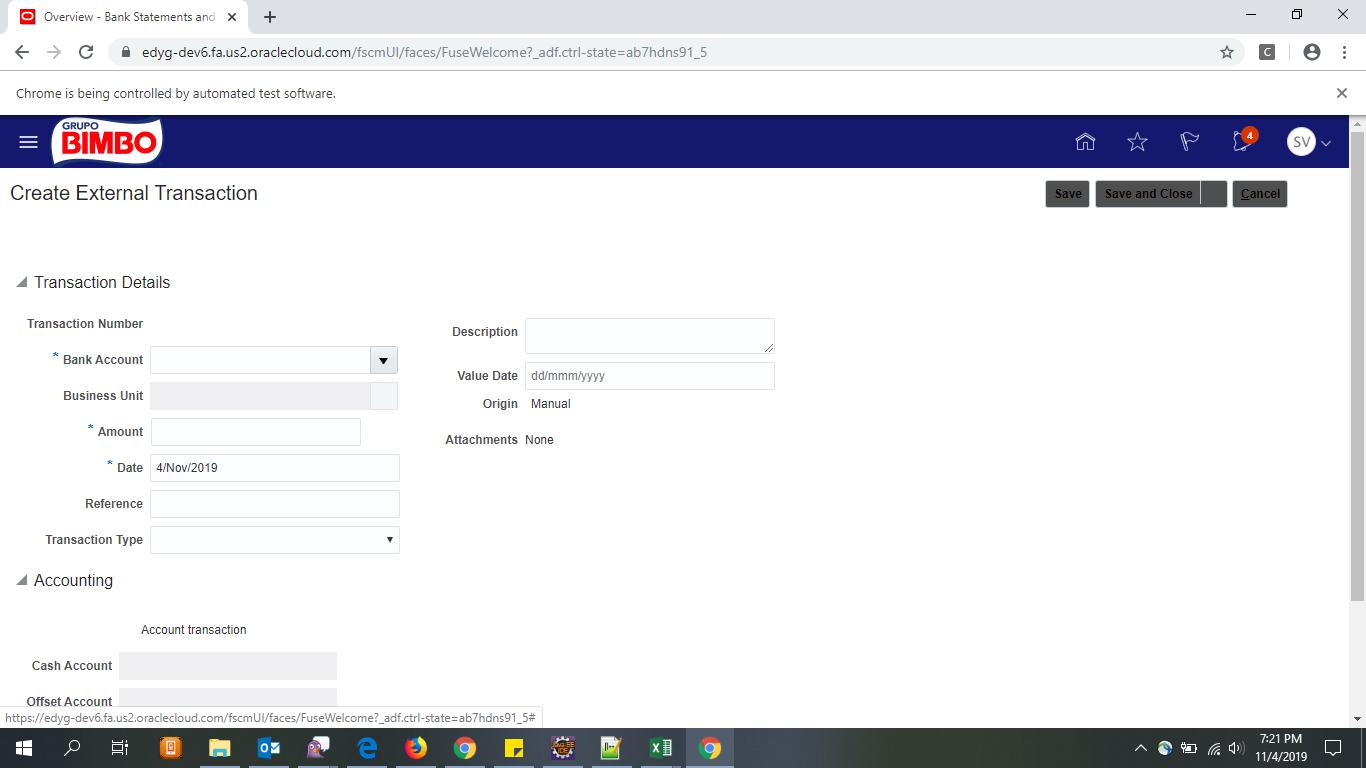 Overview - Bank Statements and
edyg-dev6.fa.us2.oraclecloud.com/fscmUI/faces/FuseWelcome?_adf.ctrl-state=ab7hdns91_5
C
Chrome is being controlled by automated test software.
GRUPO
BIMBO
4
SV
Create External Transaction
Save
Save and Close
Cancel
Transaction Details
Transaction Number
* Bank Account
Business Unit
* Amount
* Date 4/Nov/2019
Reference
Transaction Type
Description
Value Date dd/mmm/yyyy
Origin Manual
Attachments None
Accounting
Account transaction
Cash Account
Offset Account
https://edyg-dev6.fa.us2.oraclecloud.com/fscmUI/faces/FuseWelcome?_adf.ctrl-state=ab7hdns91_5#
7:21 PM
11/4/2019